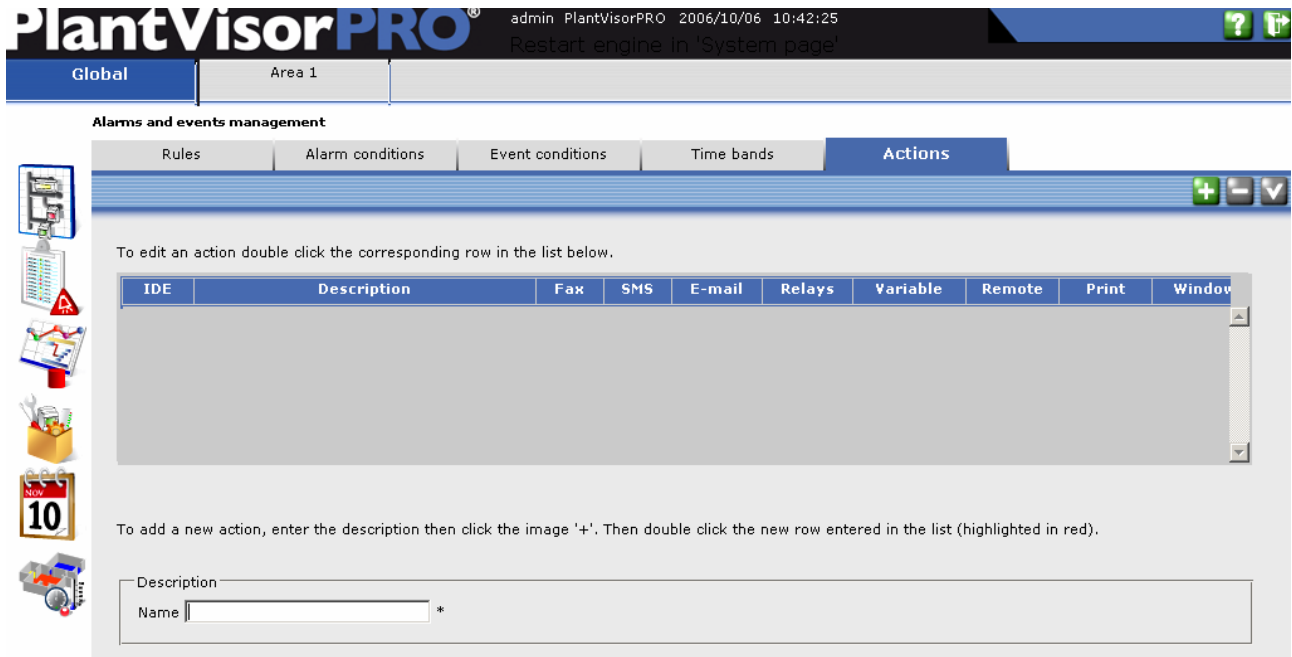 PlantVisorPRO® admin PlantVisorPRO 2006/10/06 10:42:25
Restart engine in 'System page'
Global Area 1
Alarms and events management
Rules Alarm conditions Event conditions Time bands Actions
To edit an action double click the corresponding row in the list below.
IDE Description Fax SMS E-mail Relays Variable Remote Print Window
To add a new action, enter the description then click the image '+'. Then double click the new row entered in the list (highlighted in red).
NOV
10
Description
Name *